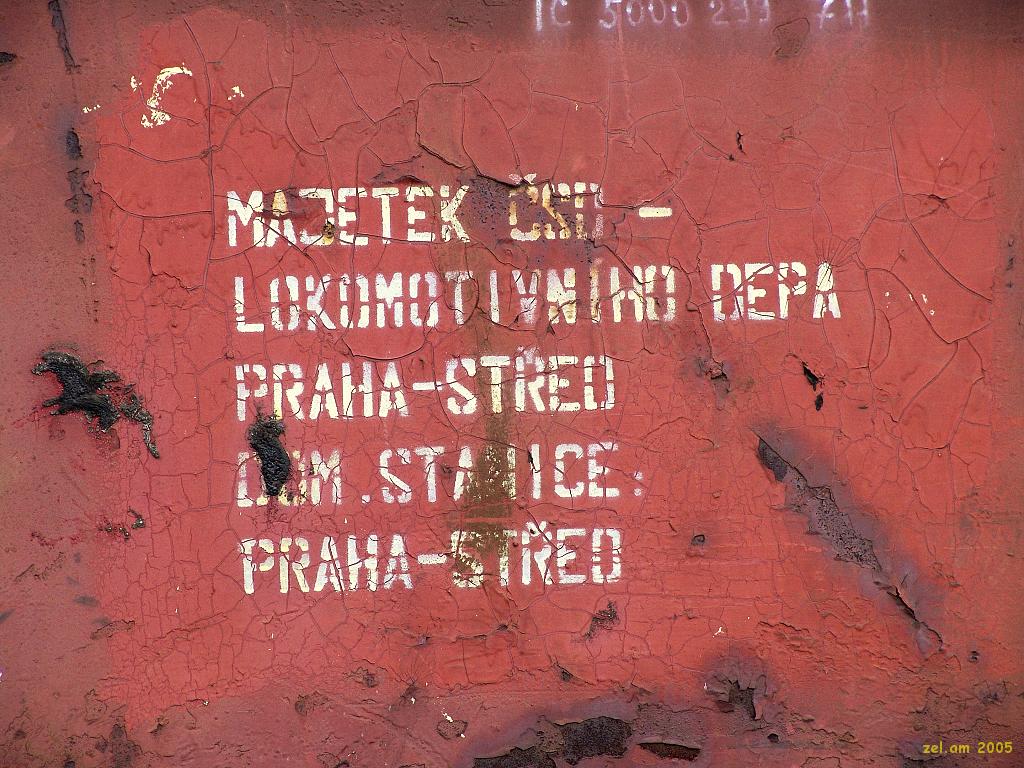 MAJETEK ČSD -
LOKOMOTIVNÍHO DEPA
PRAHA-STŘED
DOM.STANICE:
PRAHA-STŘED
zel.am 2005